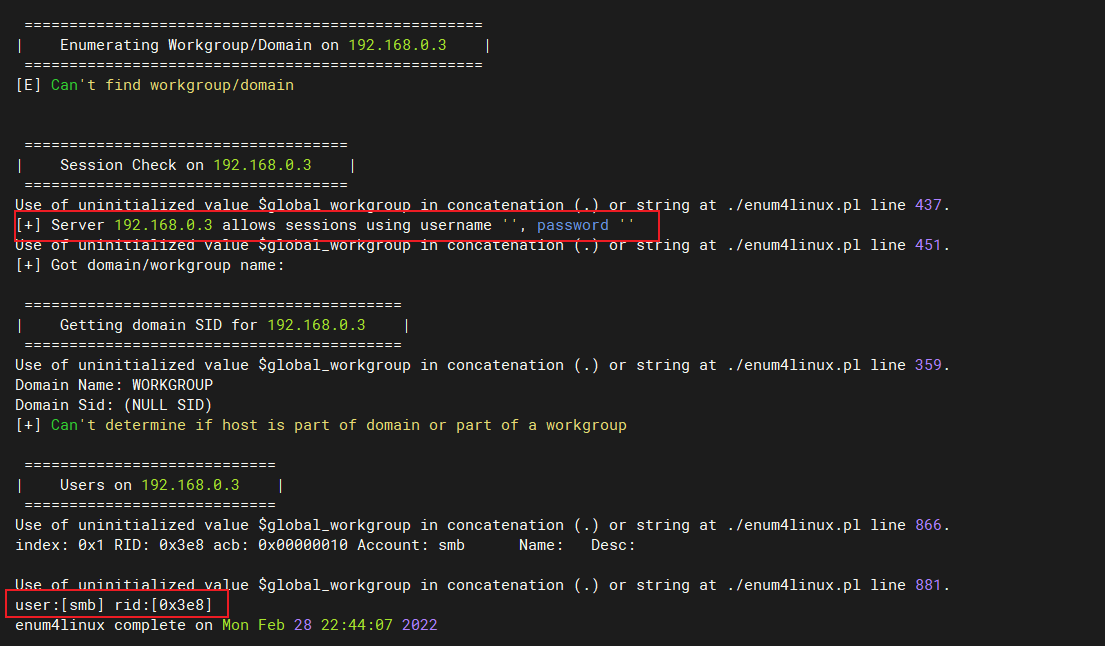 ===================================================
|    Enumerating Workgroup/Domain on 192.168.0.3    |
 ===================================================
[E] Can't find workgroup/domain
 ====================================
|    Session Check on 192.168.0.3    |
 ====================================
Use of uninitialized value $global_workgroup in concatenation (.) or string at ./enum4linux.pl line 437.
[+] Server 192.168.0.3 allows sessions using username '', password ''
Use of uninitialized value $global_workgroup in concatenation (.) or string at ./enum4linux.pl line 451.
[+] Got domain/workgroup name:
 ==========================================
|    Getting domain SID for 192.168.0.3    |
 ==========================================
Use of uninitialized value $global_workgroup in concatenation (.) or string at ./enum4linux.pl line 359.
Domain Name: WORKGROUP
Domain Sid: (NULL SID)
[+] Can't determine if host is part of domain or part of a workgroup
 ============================
|    Users on 192.168.0.3    |
 ============================
Use of uninitialized value $global_workgroup in concatenation (.) or string at ./enum4linux.pl line 866.
index: 0x1 RID: 0x3e8 acb: 0x00000010 Account: smb      Name:   Desc:
Use of uninitialized value $global_workgroup in concatenation (.) or string at ./enum4linux.pl line 881.
user:[smb] rid:[0x3e8]
enum4linux complete on Mon Feb 28 22:44:07 2022